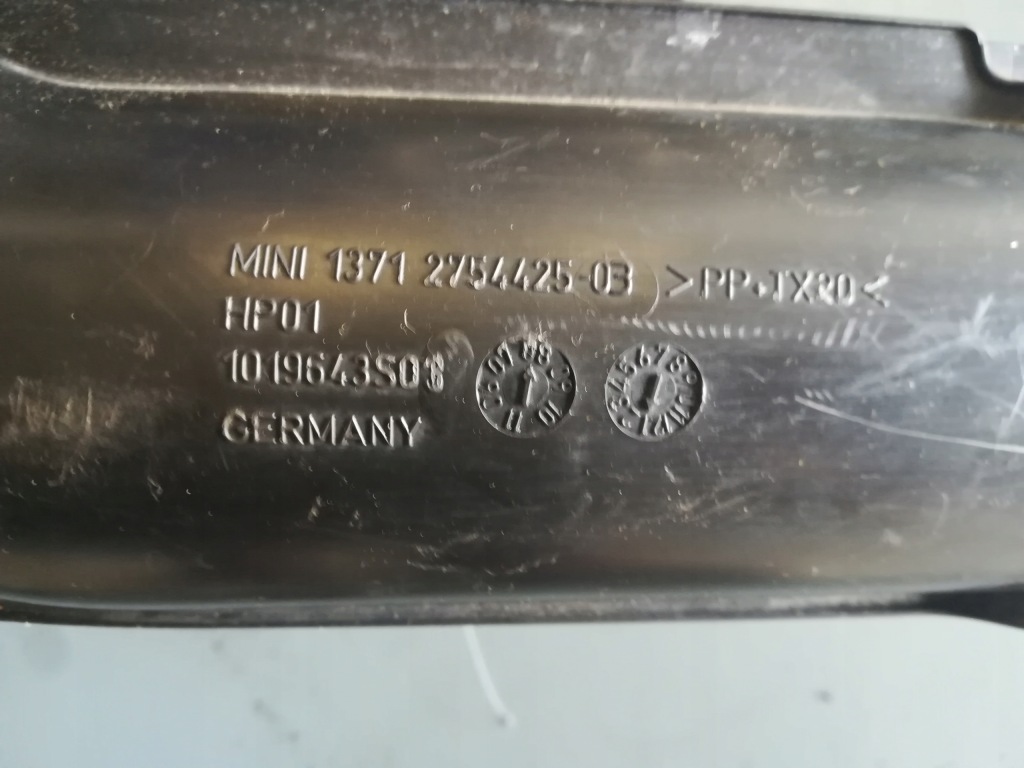 MINI 1371 2754425-03 >PP+TX20<
HP01
1019643S03
GERMANY